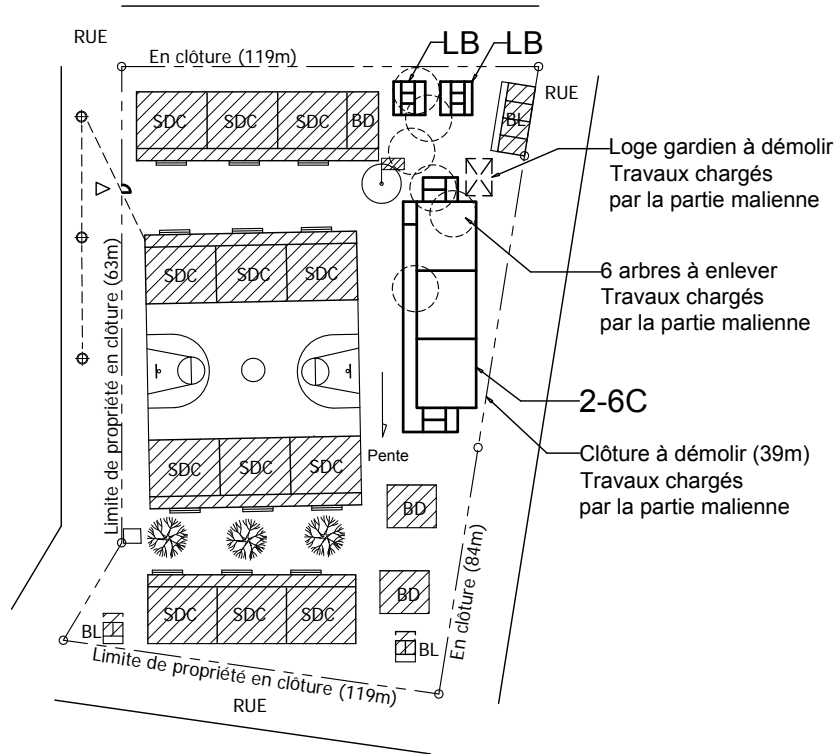 RUE
LB
LB
En clôture (119m)
RUE
SDC
SDC
SDC
BD
BL
Loge gardien à démolir
Travaux chargés
par la partie malienne
SDC
SDC
SDC
6 arbres à enlever
Travaux chargés
par la partie malienne
Limite de propriété en clôture (63m)
2-6C
Clôture à démolir (39m)
Travaux chargés
par la partie malienne
Pente
SDC
SDC
SDC
BD
En clôture (84m)
BD
SDC
SDC
SDC
BL
BL
Limite de propriété en clôture (119m)
RUE